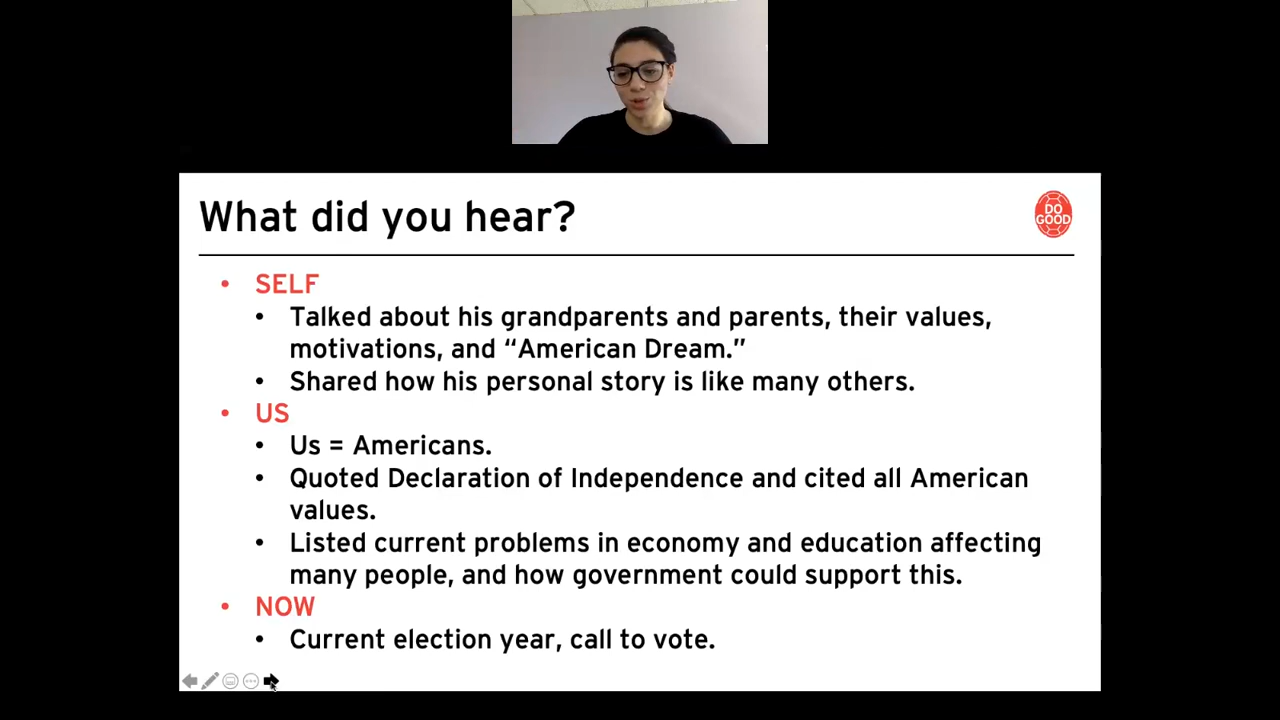 What did you hear?
DO
GOOD
• SELF
• Talked about his grandparents and parents, their values,
motivations, and “American Dream.”
• Shared how his personal story is like many others.
• US
• Us = Americans.
• Quoted Declaration of Independence and cited all American
values.
• Listed current problems in economy and education affecting
many people, and how government could support this.
• NOW
• Current election year, call to vote.